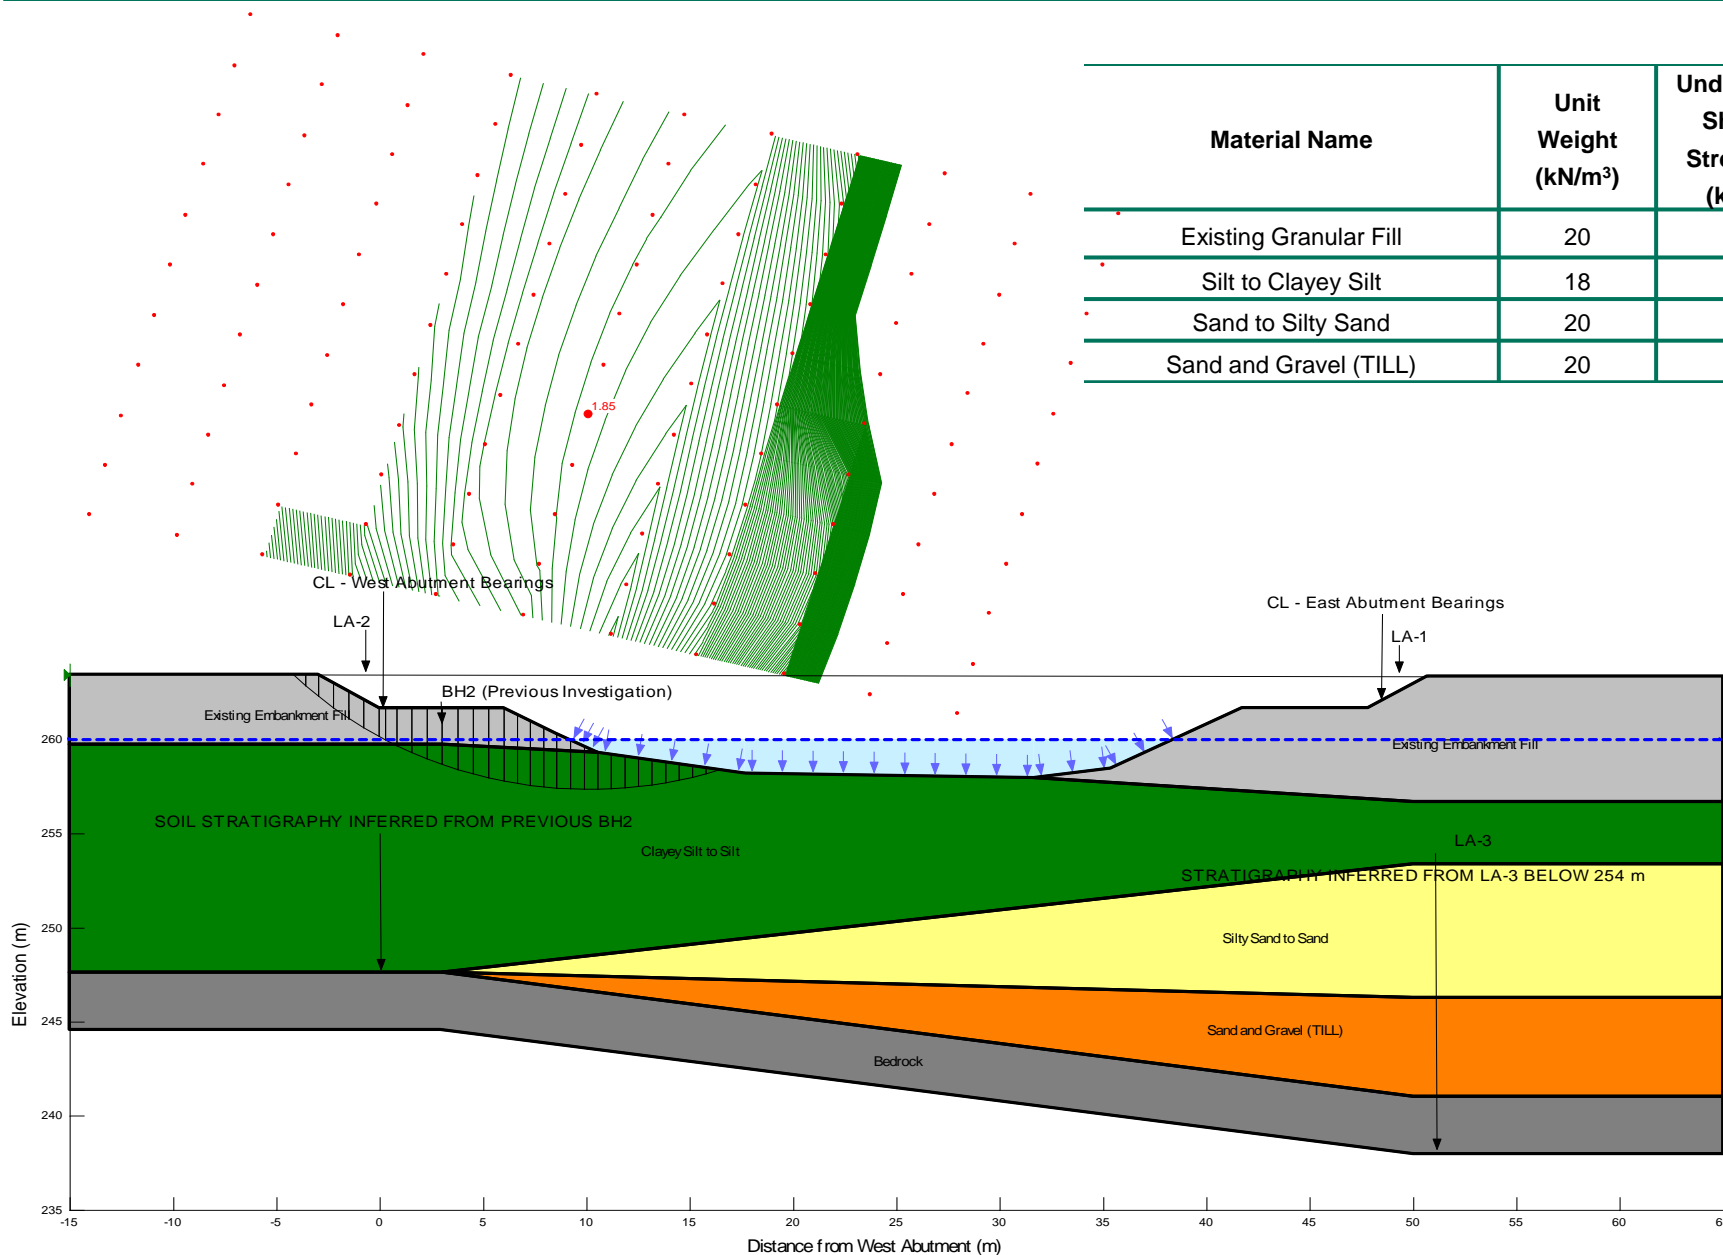 Material Name
Unit
Weight
(kN/m³)
Und
Sh
Stre
(k
Existing Granular Fill 20
Silt to Clayey Silt 18
Sand to Silty Sand 20
Sand and Gravel (TILL) 20
1.85
CL - West Abutment Bearings
CL - East Abutment Bearings
LA-2
LA-1
BH2 (Previous Investigation)
Existing Embankment Fill
Existing Embankment Fill
SOIL STRATIGRAPHY INFERRED FROM PREVIOUS BH2
LA-3
Clayey Silt to Silt
STRATIGRAPHY INFERRED FROM LA-3 BELOW 254 m
Silty Sand to Sand
Sand and Gravel (TILL)
Bedrock
Elevation (m)
260
255
250
245
240
235
-15 -10 -5 0 5 10 15 20 25 30 35 40 45 50 55 60 6
Distance from West Abutment (m)